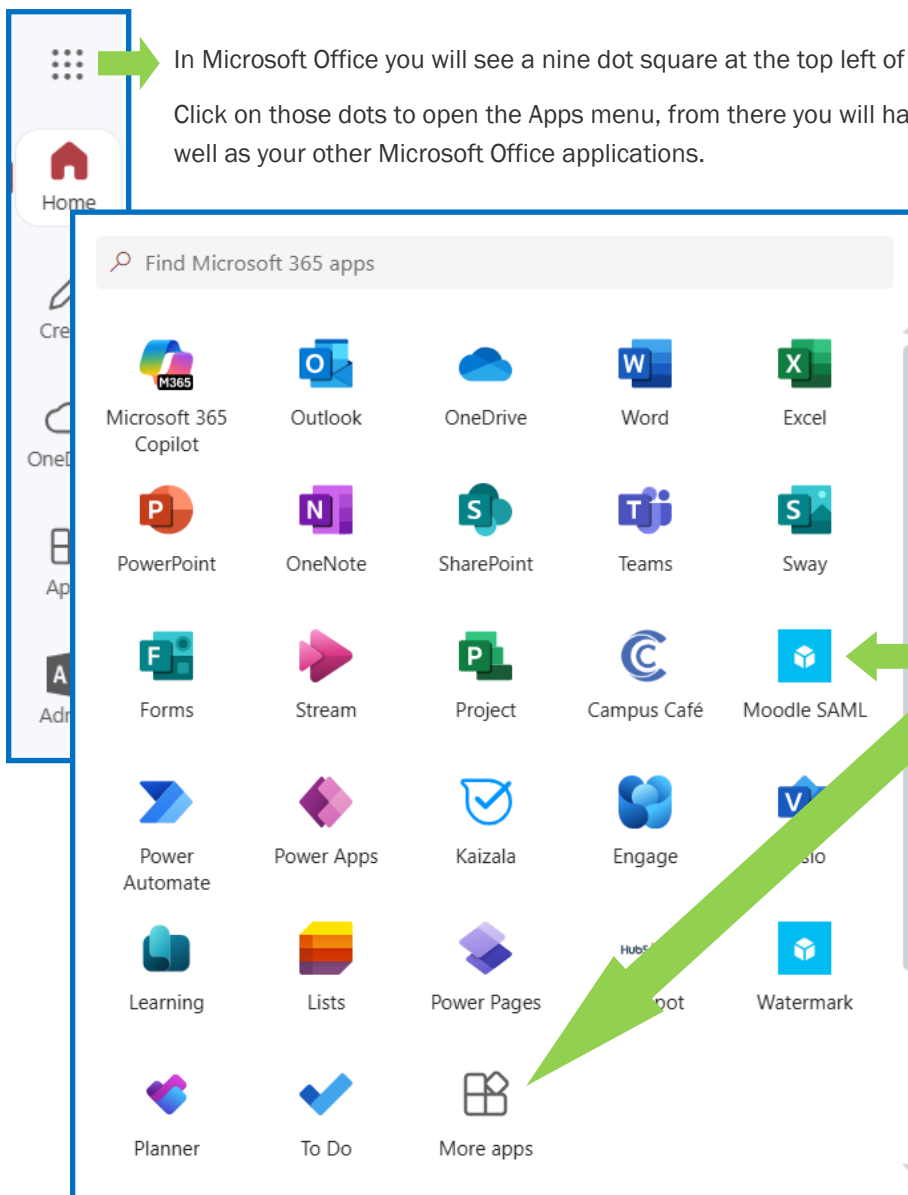 In Microsoft Office you will see a nine dot square at the top left of
Click on those dots to open the Apps menu, from there you will ha
well as your other Microsoft Office applications.
Home
Cre
OneD
Ap
A
Adr
Find Microsoft 365 apps
M365
O
W
X
Microsoft 365 Outlook OneDrive Word Excel
Copilot
P N S T S
PowerPoint OneNote SharePoint Teams Sway
F P C
Forms Stream Project Campus Café Moodle SAML
V
Power Power Apps Kaizala Engage sio
Automate
HubS
Learning Lists Power Pages pot Watermark
Planner To Do More apps